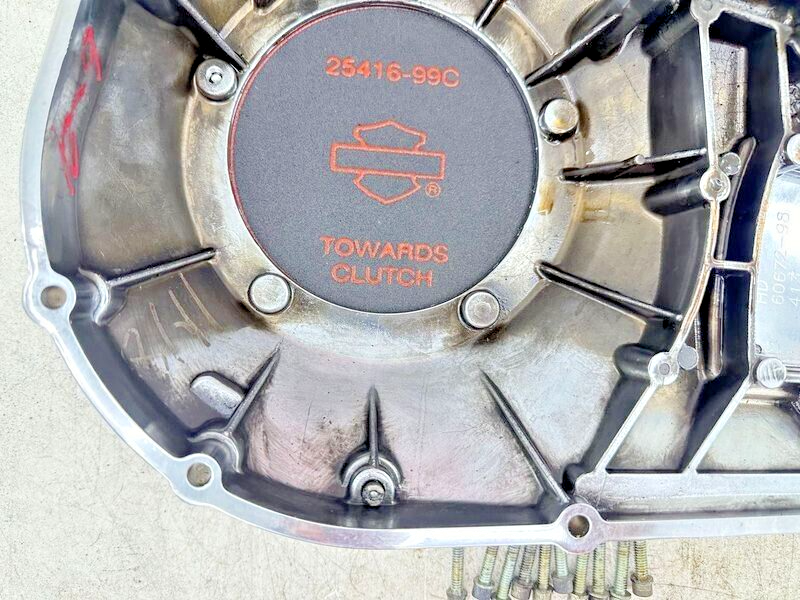 25416-99C
®
TOWARDS
CLUTCH
HD
60672-98